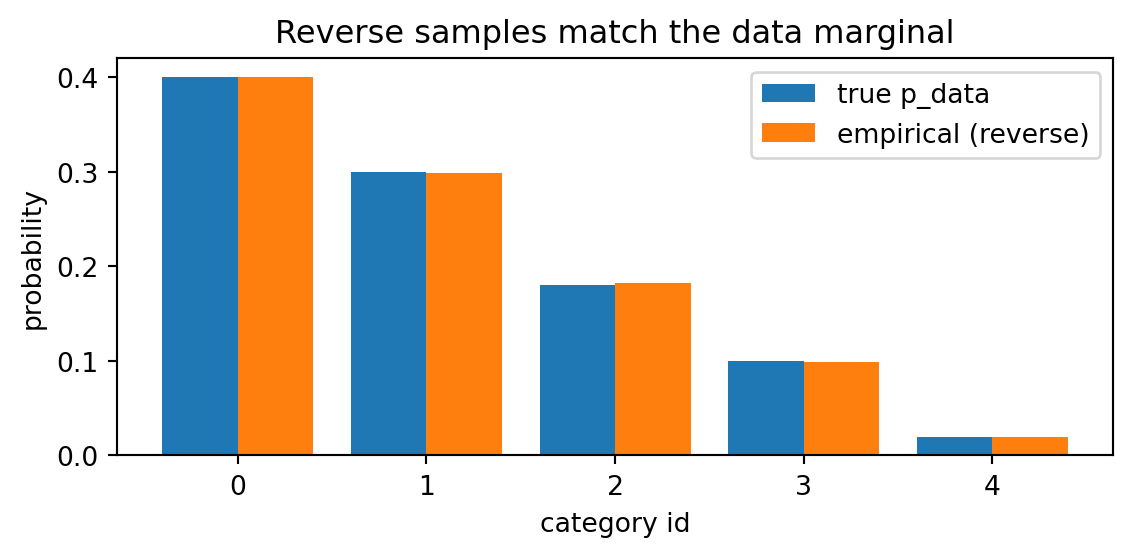 Reverse samples match the data marginal
true p_data
empirical (reverse)
probability
0.4
0.3
0.2
0.1
0.0
0 1 2 3 4
category id